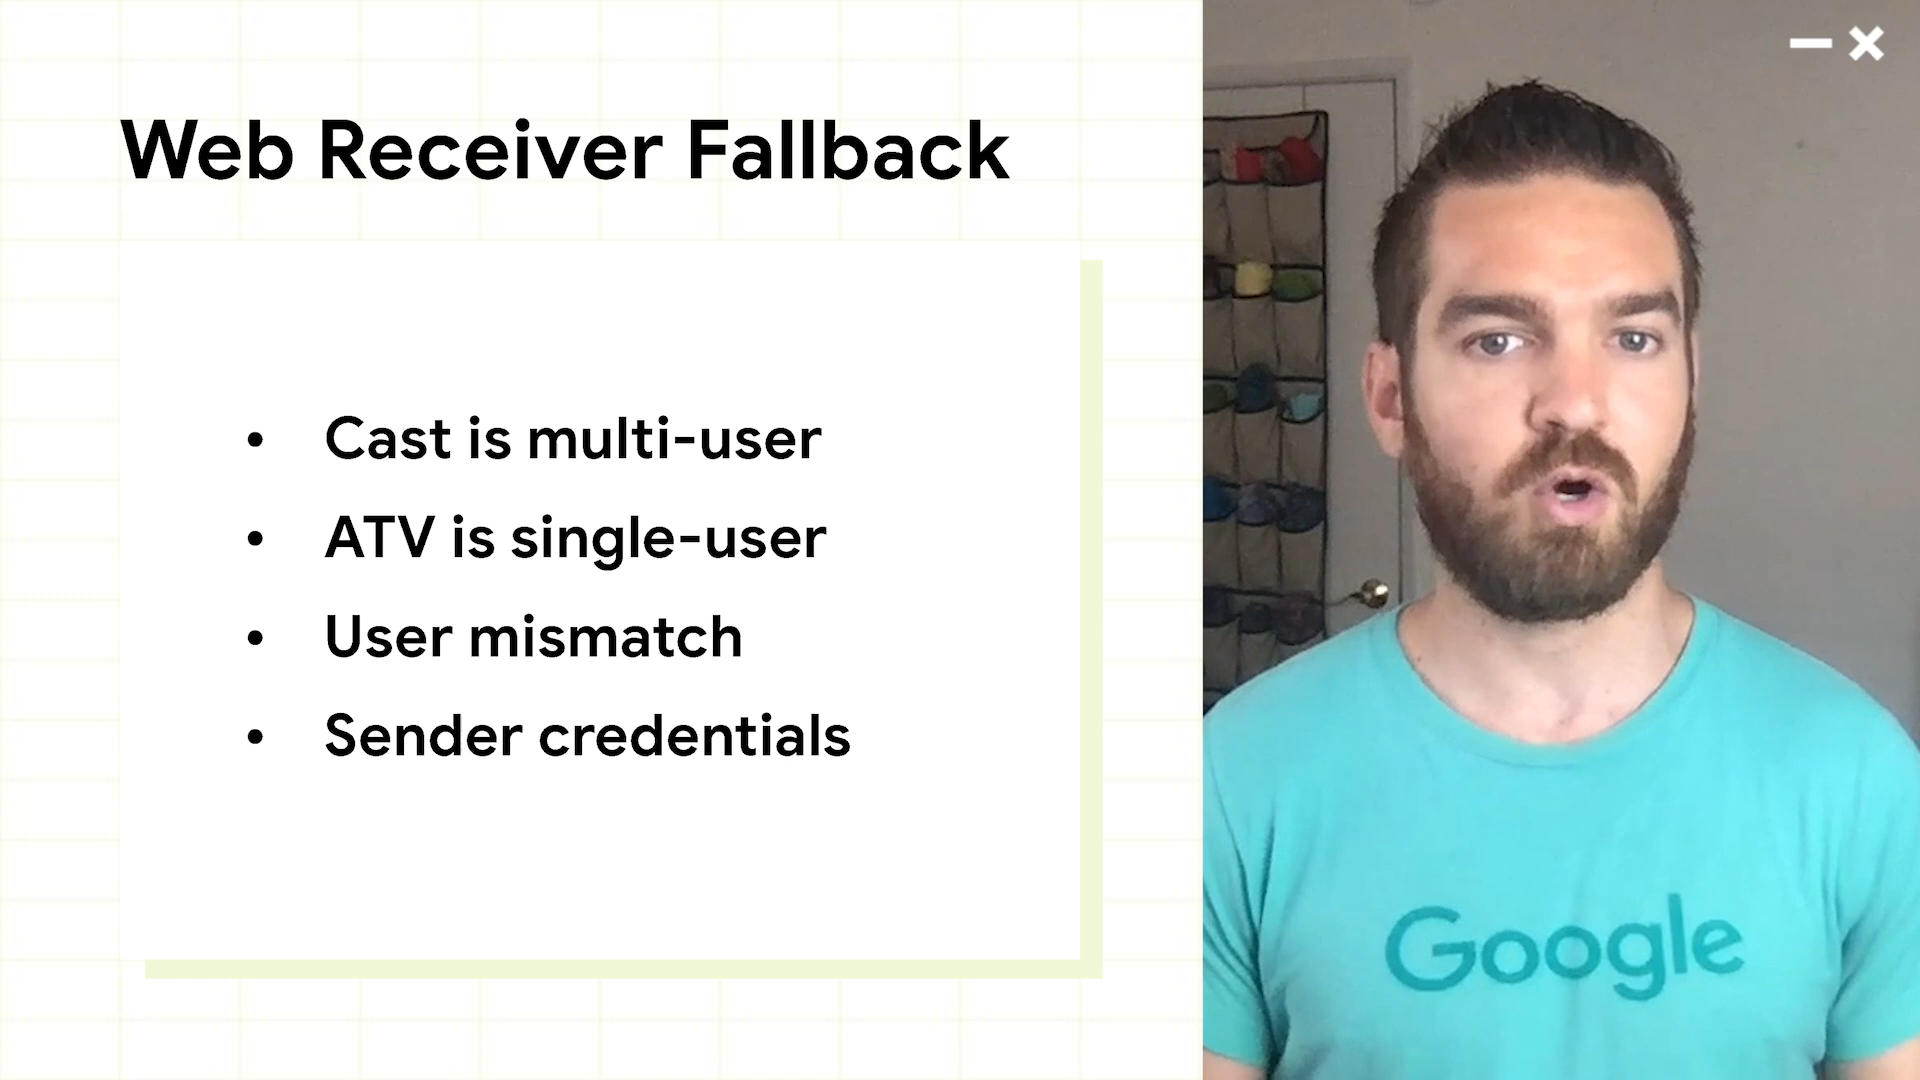 Web Receiver Fallback
• Cast is multi-user
• ATV is single-user
• User mismatch
• Sender credentials
Google